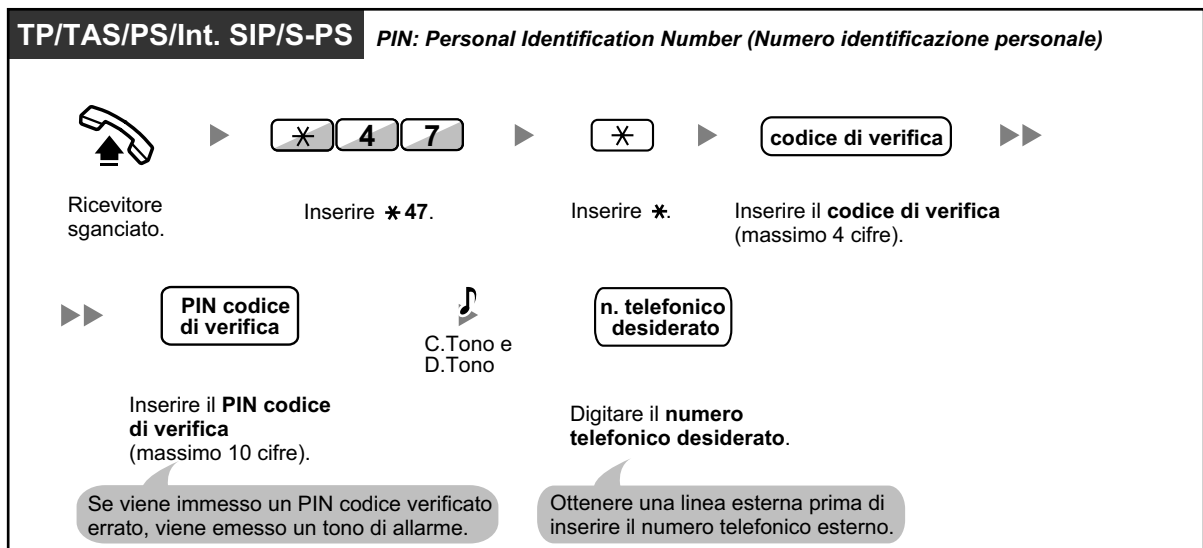 TP/TAS/PS/Int. SIP/S-PS PIN: Personal Identification Number (Numero identificazione personale)
* 4 7 * codice di verifica
Ricevitore
sganciato.
Inserire * 47.
Inserire *.
Inserire il codice di verifica
(massimo 4 cifre).
PIN codice
di verifica
C.Tono e
D.Tono
n. telefonico
desiderato
Inserire il PIN codice
di verifica
(massimo 10 cifre).
Digitare il numero
telefonico desiderato.
Se viene immesso un PIN codice verificato
errato, viene emesso un tono di allarme.
Ottenere una linea esterna prima di
inserire il numero telefonico esterno.